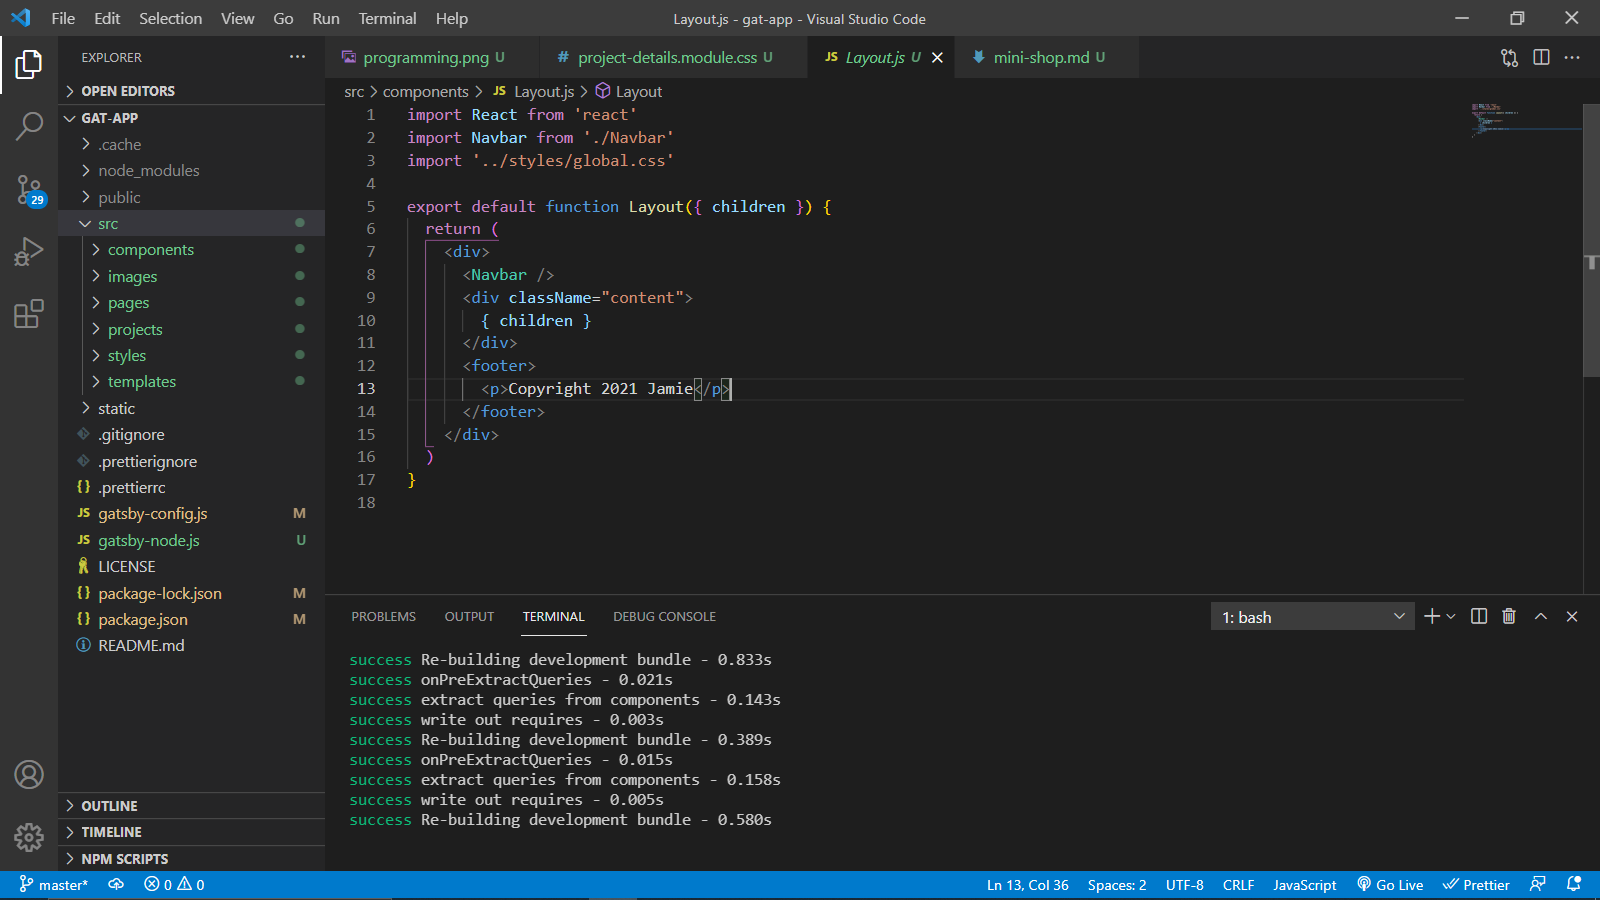 File Edit Selection View Go Run Terminal Help
Layout.js - gat-app - Visual Studio Code
EXPLORER
programming.png U
# project-details.module.css U
JS Layout.js U
mini-shop.md U
OPEN EDITORS
GAT-APP
.cache
node_modules
public
src
components
images
pages
projects
styles
templates
static
.gitignore
.prettierignore
{} .prettierrc
JS gatsby-config.js M
JS gatsby-node.js U
LICENSE
{} package-lock.json M
{} package.json M
README.md
OUTLINE
TIMELINE
NPM SCRIPTS
29
src > components > JS Layout.js > Layout
1 import React from 'react'
2 import Navbar from './Navbar'
3 import '../styles/global.css'
4
5 export default function Layout({ children }) {
6 return (
7 <div>
8 <Navbar />
9 <div className="content">
10 { children }
11 </div>
12 <footer>
13 <p>Copyright 2021 Jamie</p>
14 </footer>
15 </div>
16 )
17 }
18
PROBLEMS OUTPUT TERMINAL DEBUG CONSOLE
1: bash
success Re-building development bundle - 0.833s
success onPreExtractQueries - 0.021s
success extract queries from components - 0.143s
success write out requires - 0.003s
success Re-building development bundle - 0.389s
success onPreExtractQueries - 0.015s
success extract queries from components - 0.158s
success write out requires - 0.005s
success Re-building development bundle - 0.580s
master* 0 0
Ln 13, Col 36 Spaces: 2 UTF-8 CRLF JavaScript Go Live Prettier